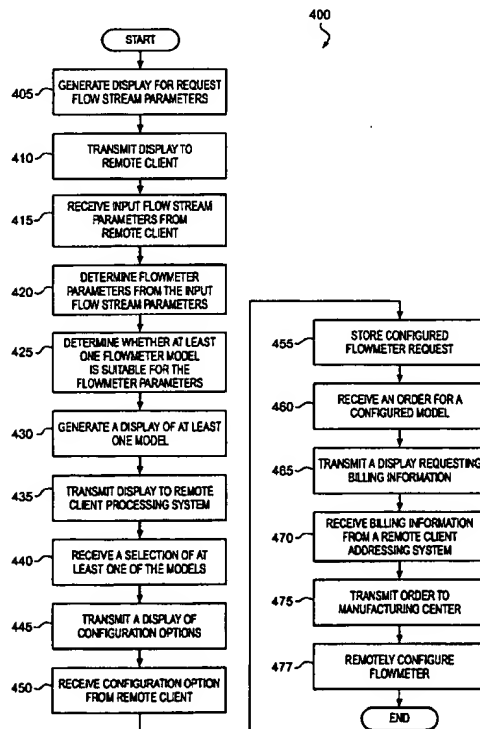 400
START
405
GENERATE DISPLAY FOR REQUEST
FLOW STREAM PARAMETERS
410
TRANSMIT DISPLAY TO
REMOTE CLIENT
415
RECEIVE INPUT FLOW STREAM
PARAMETERS FROM
REMOTE CLIENT
420
DETERMINE FLOWMETER
PARAMETERS FROM THE INPUT
FLOW STREAM PARAMETERS
425
DETERMINE WHETHER AT LEAST
ONE FLOWMETER MODEL
IS SUITABLE FOR THE
FLOWMETER PARAMETERS
430
GENERATE A DISPLAY OF AT LEAST
ONE MODEL
435
TRANSMIT DISPLAY TO REMOTE
CLIENT PROCESSING SYSTEM
440
RECEIVE A SELECTION OF AT
LEAST ONE OF THE MODELS
445
TRANSMIT A DISPLAY OF
CONFIGURATION OPTIONS
450
RECEIVE CONFIGURATION OPTION
FROM REMOTE CLIENT
455
STORE CONFIGURED
FLOWMETER REQUEST
460
RECEIVE AN ORDER FOR A
CONFIGURED MODEL
465
TRANSMIT A DISPLAY REQUESTING
BILLING INFORMATION
470
RECEIVE BILLING INFORMATION
FROM A REMOTE CLIENT
ADDRESSING SYSTEM
475
TRANSMIT ORDER TO
MANUFACTURING CENTER
477
REMOTELY CONFIGURE
FLOWMETER
END